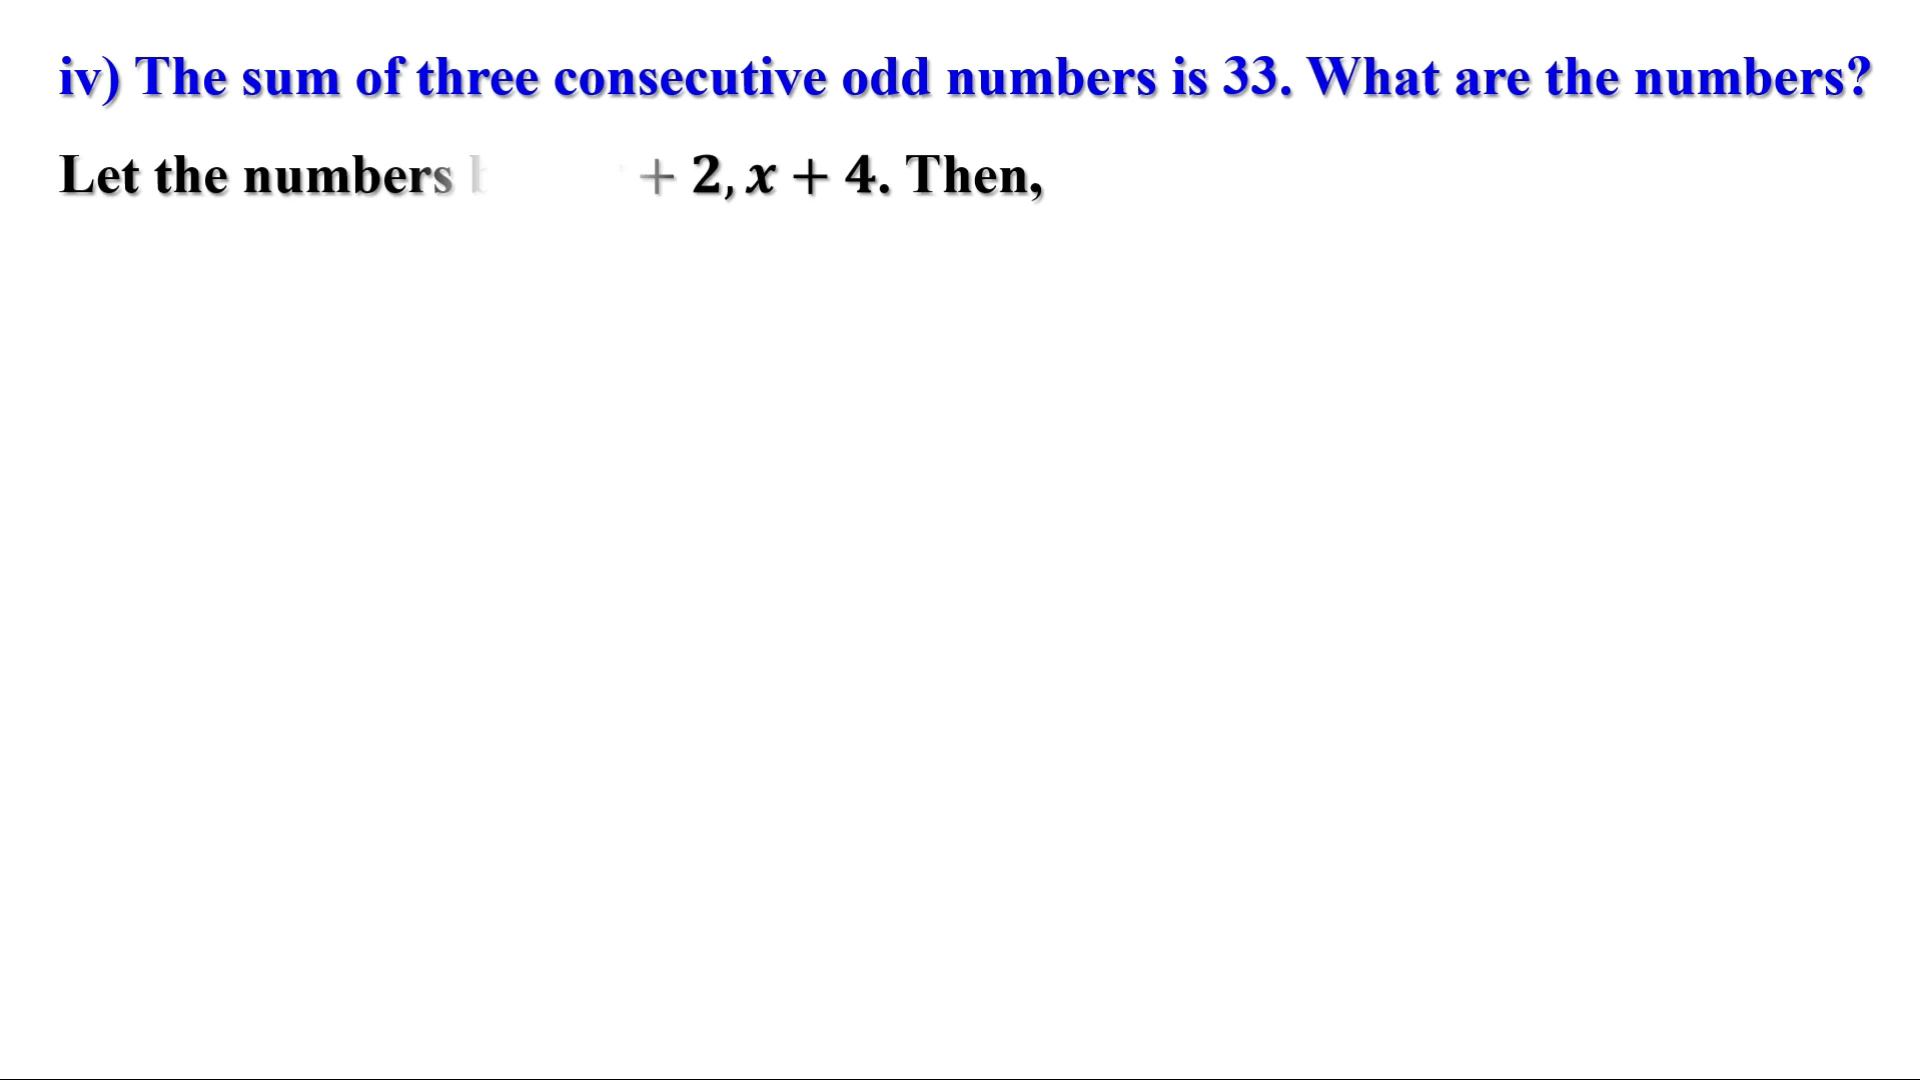 iv) The sum of three consecutive odd numbers is 33. What are the numbers?
Let the numbers + 2, x + 4. Then,